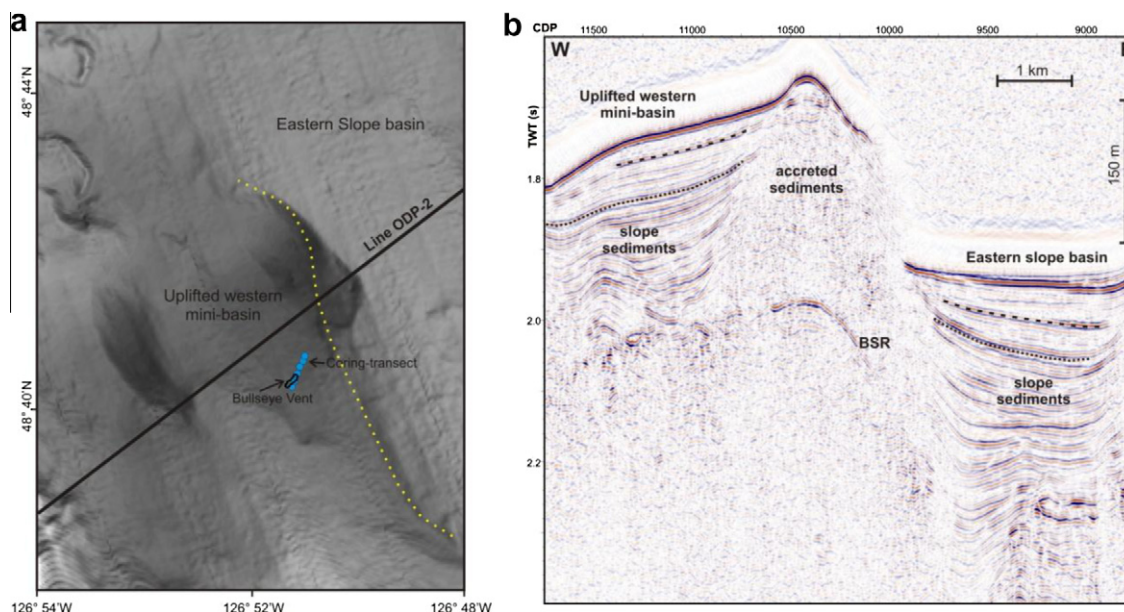 a
48° 44'N
Eastern Slope basin
Line ODP-2
Uplifted western
mini-basin
Coring-transect
Bullseye Vent
48° 40'N
126° 54'W
126° 52'W
126° 48'W
b
CDP 11500 11000 10500 10000 9500 9000
W
1 km
Uplifted western
mini-basin
TWT (s)
150 m
accreted
sediments
1.8
slope
sediments
Eastern slope basin
2.0
BSR
slope
sediments
2.2